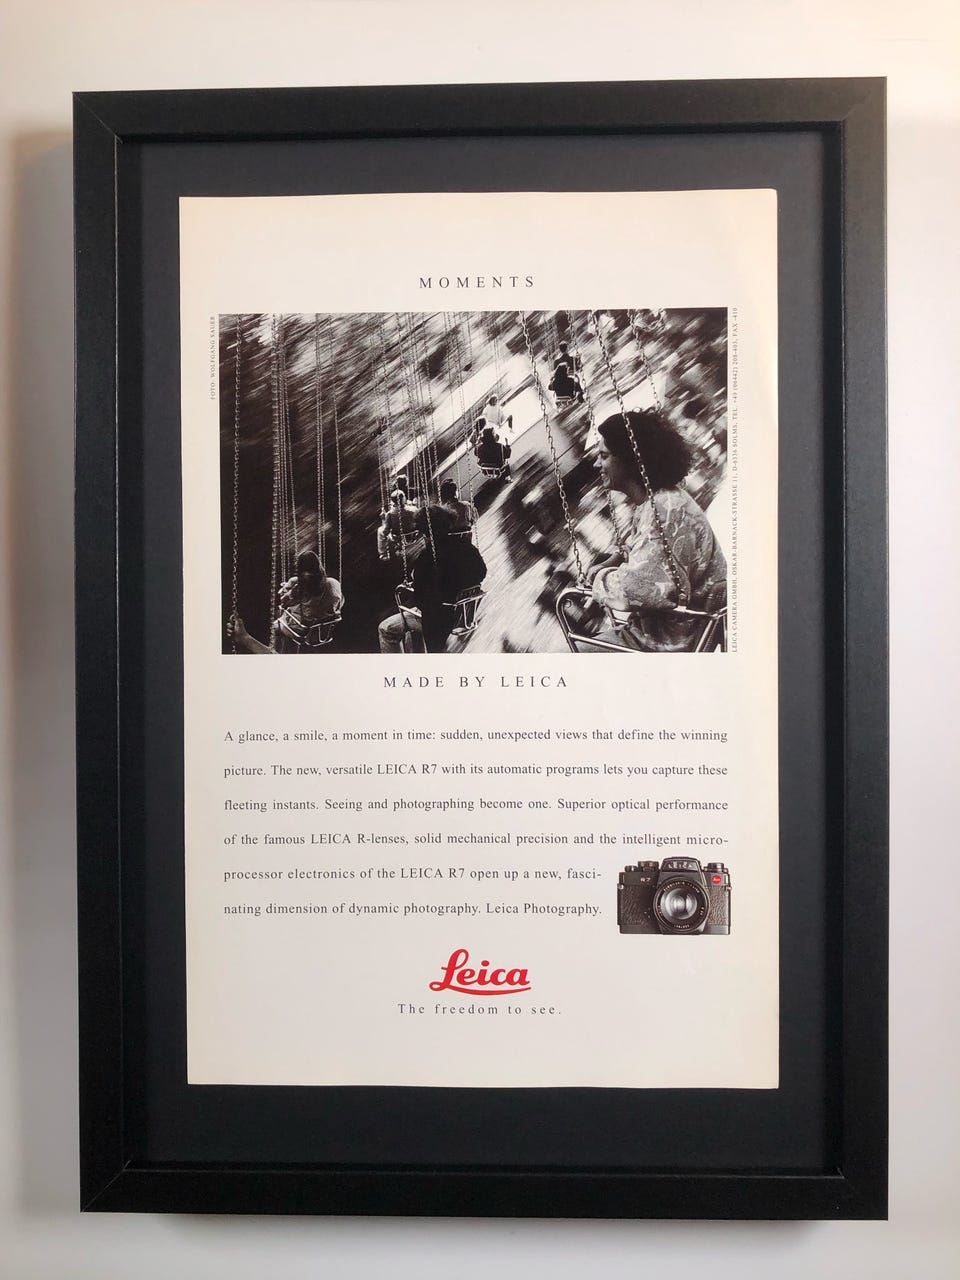 MOMENTS
FOTO: WOLFGANG SAUER
LEICA CAMERA GMBH, OSKAR-BARNACK-STRASSE 11, D-6336 SOLMS, TEL. +49 (06442) 208-403, FAX -410
MADE BY LEICA
A glance, a smile, a moment in time: sudden, unexpected views that define the winning
picture. The new, versatile LEICA R7 with its automatic programs lets you capture these
fleeting instants. Seeing and photographing become one. Superior optical performance
of the famous LEICA R-lenses, solid mechanical precision and the intelligent micro-
processor electronics of the LEICA R7 open up a new, fasci-
nating dimension of dynamic photography. Leica Photography.
LEICA
R7
Leica
The freedom to see.